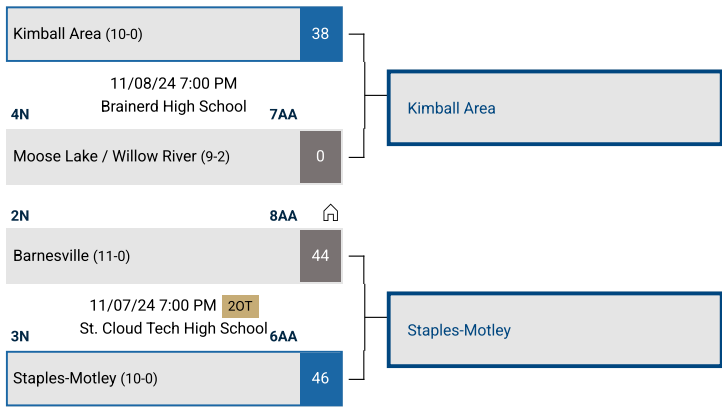 Kimball Area (10-0) 38
11/08/24 7:00 PM
Brainerd High School
4N 7AA
Kimball Area
Moose Lake / Willow River (9-2) 0
2N 8AA
Barnesville (11-0) 44
11/07/24 7:00 PM 2OT
St. Cloud Tech High School
3N 6AA
Staples-Motley
Staples-Motley (10-0) 46